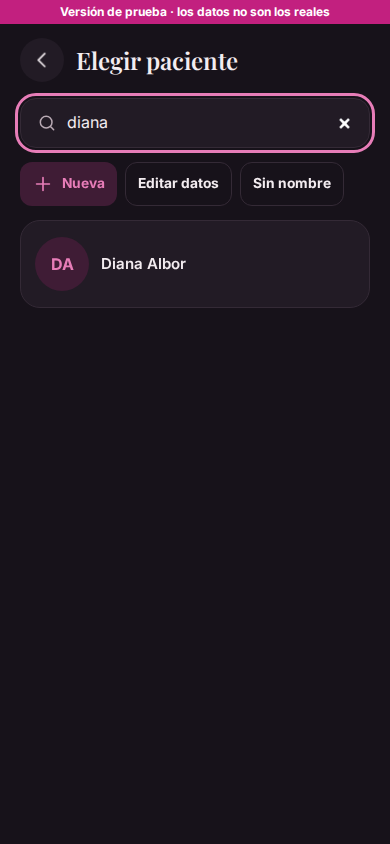 Versión de prueba · los datos no son los reales
Elegir paciente
diana
Nueva
Editar datos
Sin nombre
DA
Diana Albor